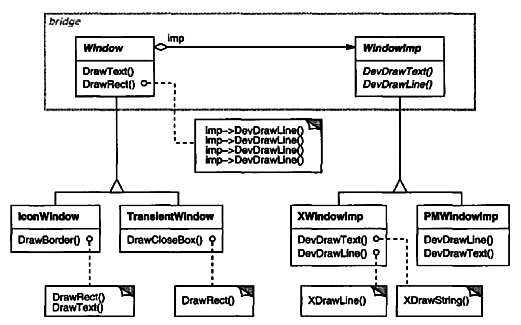 bridge
Window
imp
WindowImp
DrawText()
DrawRect()
DevDrawText()
DevDrawLine()
imp->DevDrawLine()
imp->DevDrawLine()
imp->DevDrawLine()
imp->DevDrawLine()
IconWindow
DrawBorder()
TransientWindow
DrawCloseBox()
XWindowImp
DevDrawText()
DevDrawLine()
PMWindowImp
DevDrawLine()
DevDrawText()
DrawRect()
DrawText()
DrawRect()
XDrawLine()
XDrawString()